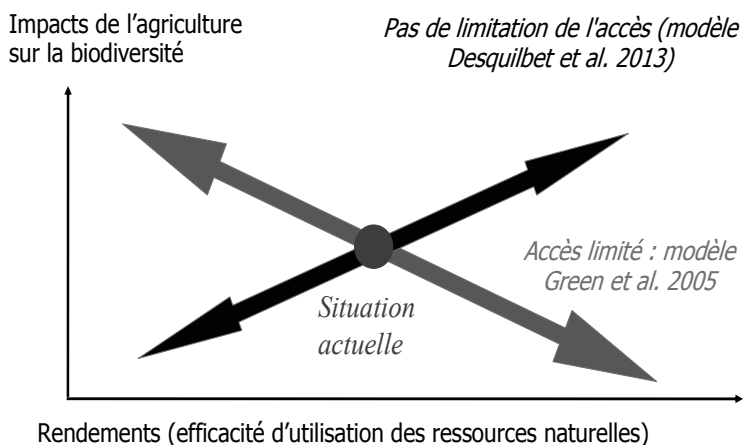 Impacts de l’agriculture
sur la biodiversité
Pas de limitation de l'accès (modèle
Desquilbet et al. 2013)
Accès limité : modèle
Green et al. 2005
Situation
actuelle
Rendements (efficacité d’utilisation des ressources naturelles)